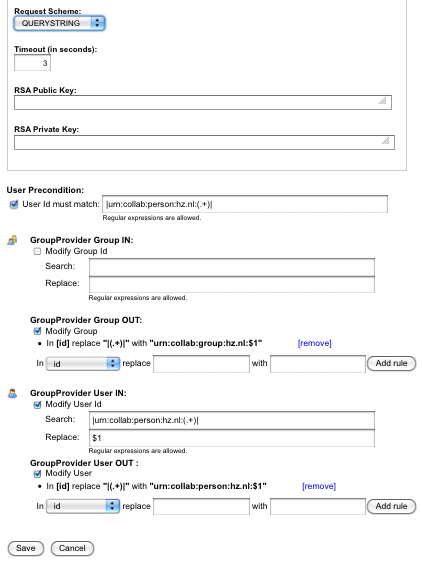 Request Scheme:
QUERYSTRING
Timeout (in seconds):
3
RSA Public Key:
RSA Private Key:
User Precondition:
User Id must match: |urn:collab:person:hz.nl:(.+)|
Regular expressions are allowed.
GroupProvider Group IN:
Modify Group Id
Search:
Replace:
Regular expressions are allowed.
GroupProvider Group OUT:
Modify Group
• In [id] replace "|(.+)|" with "urn:collab:group:hz.nl:$1" [remove]
In id replace with Add rule
GroupProvider User IN:
Modify User Id
Search: |urn:collab:person:hz.nl:(.+)|
Replace: $1
Regular expressions are allowed.
GroupProvider User OUT :
Modify User
• In [id] replace "|(.+)|" with "urn:collab:person:hz.nl:$1" [remove]
In id replace with Add rule
Save Cancel